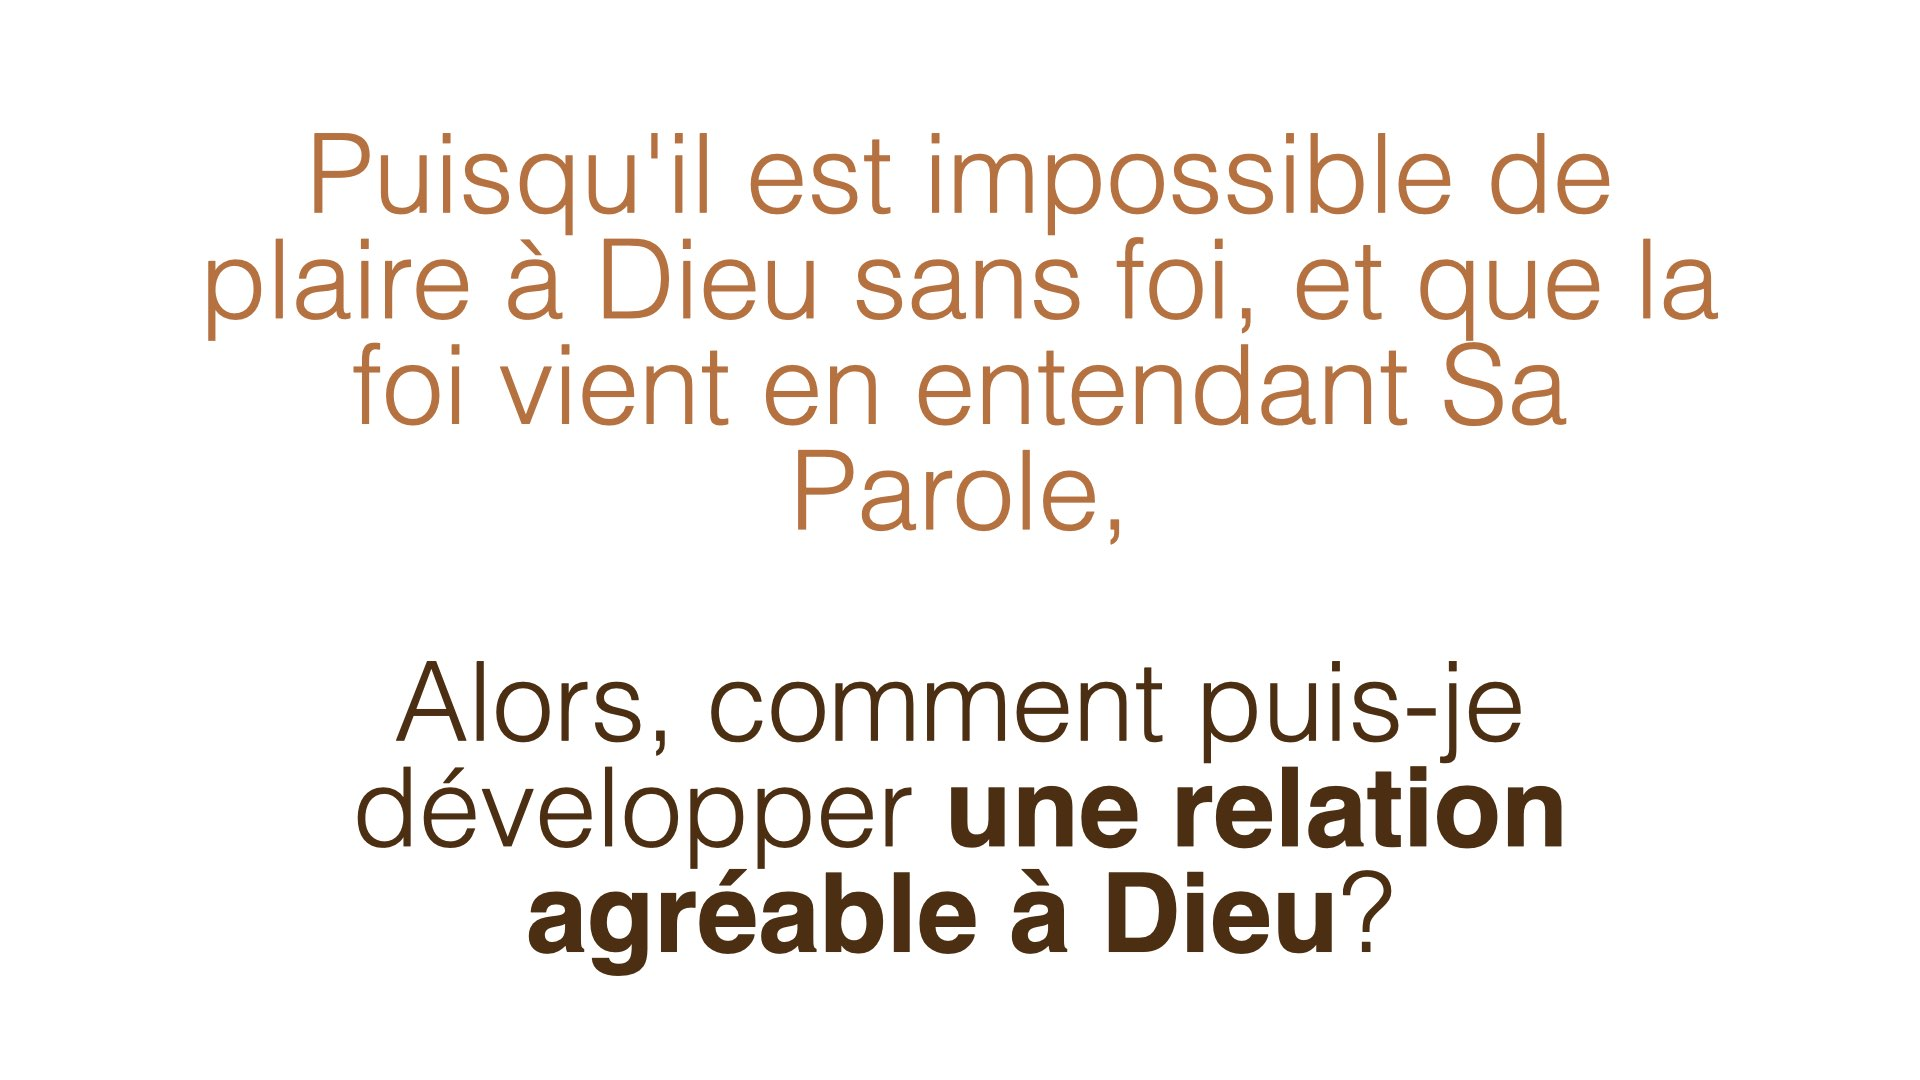 Puisqu'il est impossible de
plaire à Dieu sans foi, et que la
foi vient en entendant Sa
Parole,
Alors, comment puis-je
développer une relation
agréable à Dieu?